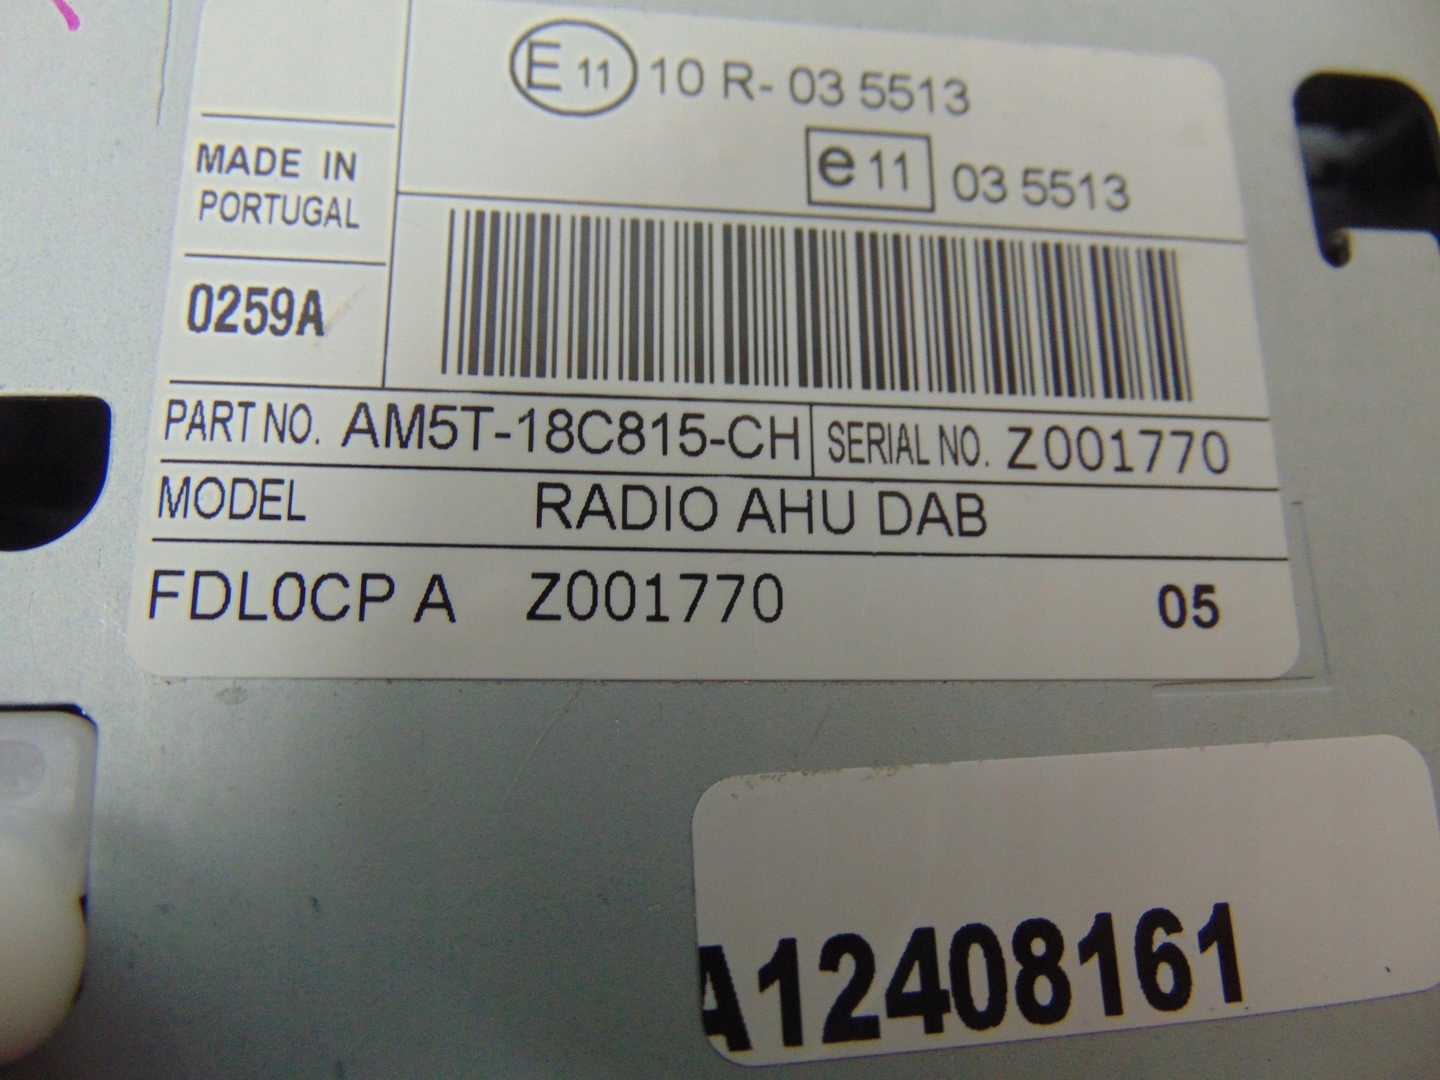 E 11 10 R- 03 5513
e 11 03 5513
MADE IN
PORTUGAL
0259A
PART NO. AM5T-18C815-CH SERIAL NO. Z001770
MODEL RADIO AHU DAB
FDL0CP A Z001770 05
A12408161